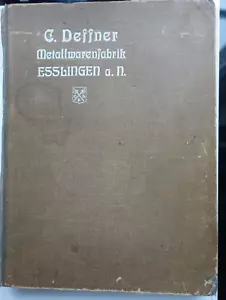 C. Deffner
Metallwarenfabrik
ESSLINGEN a. N.